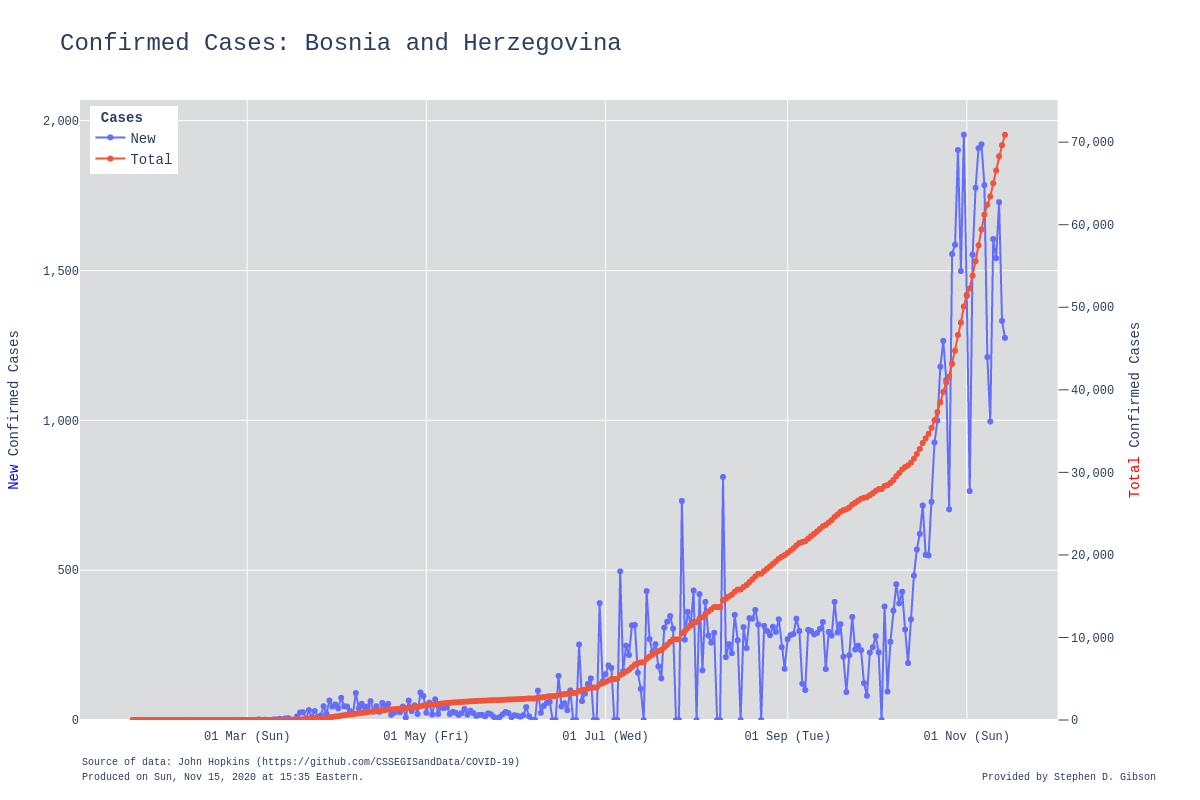 Confirmed Cases: Bosnia and Herzegovina
Cases
New
Total
2,000
1,500
1,000
500
0
70,000
60,000
50,000
40,000
30,000
20,000
10,000
0
New Confirmed Cases
Total Confirmed Cases
01 Mar (Sun)
01 May (Fri)
01 Jul (Wed)
01 Sep (Tue)
01 Nov (Sun)
Source of data: John Hopkins (https://github.com/CSSEGISandData/COVID-19)
Produced on Sun, Nov 15, 2020 at 15:35 Eastern.
Provided by Stephen D. Gibson